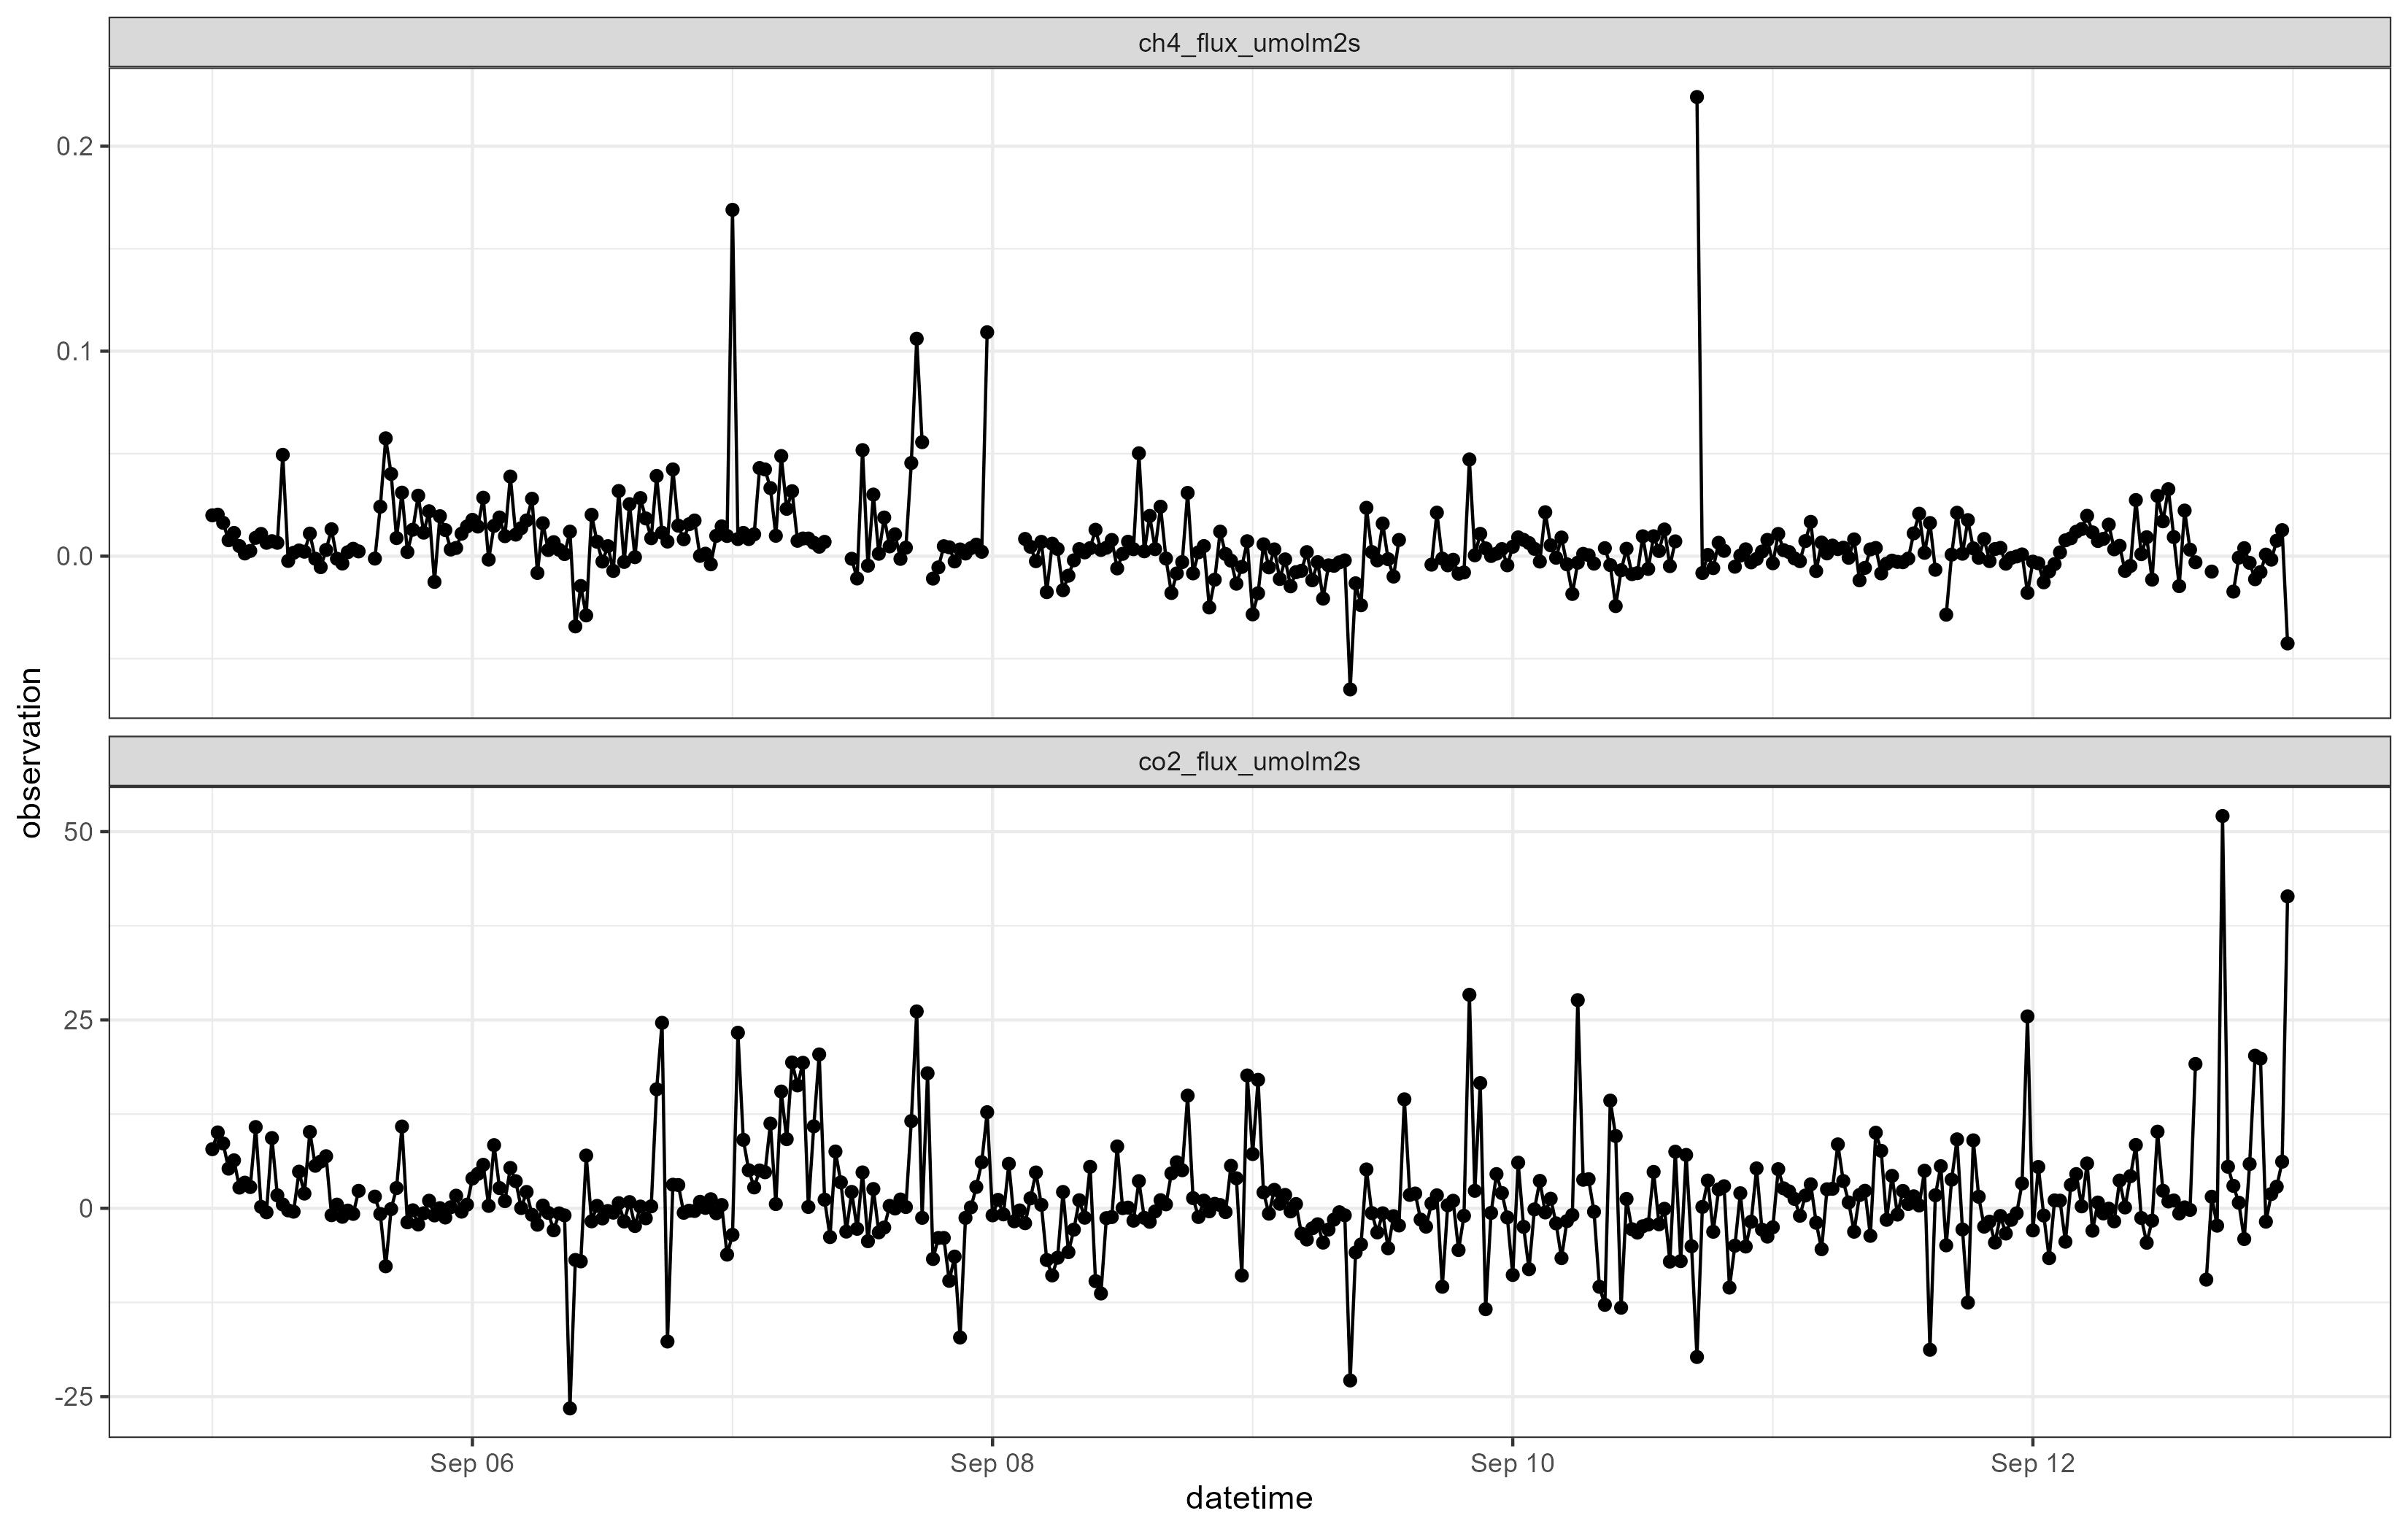 ch4_flux_umolm2s
0.2
0.1
0.0
observation
co2_flux_umolm2s
50
25
0
-25
Sep 06 Sep 08 Sep 10 Sep 12
datetime